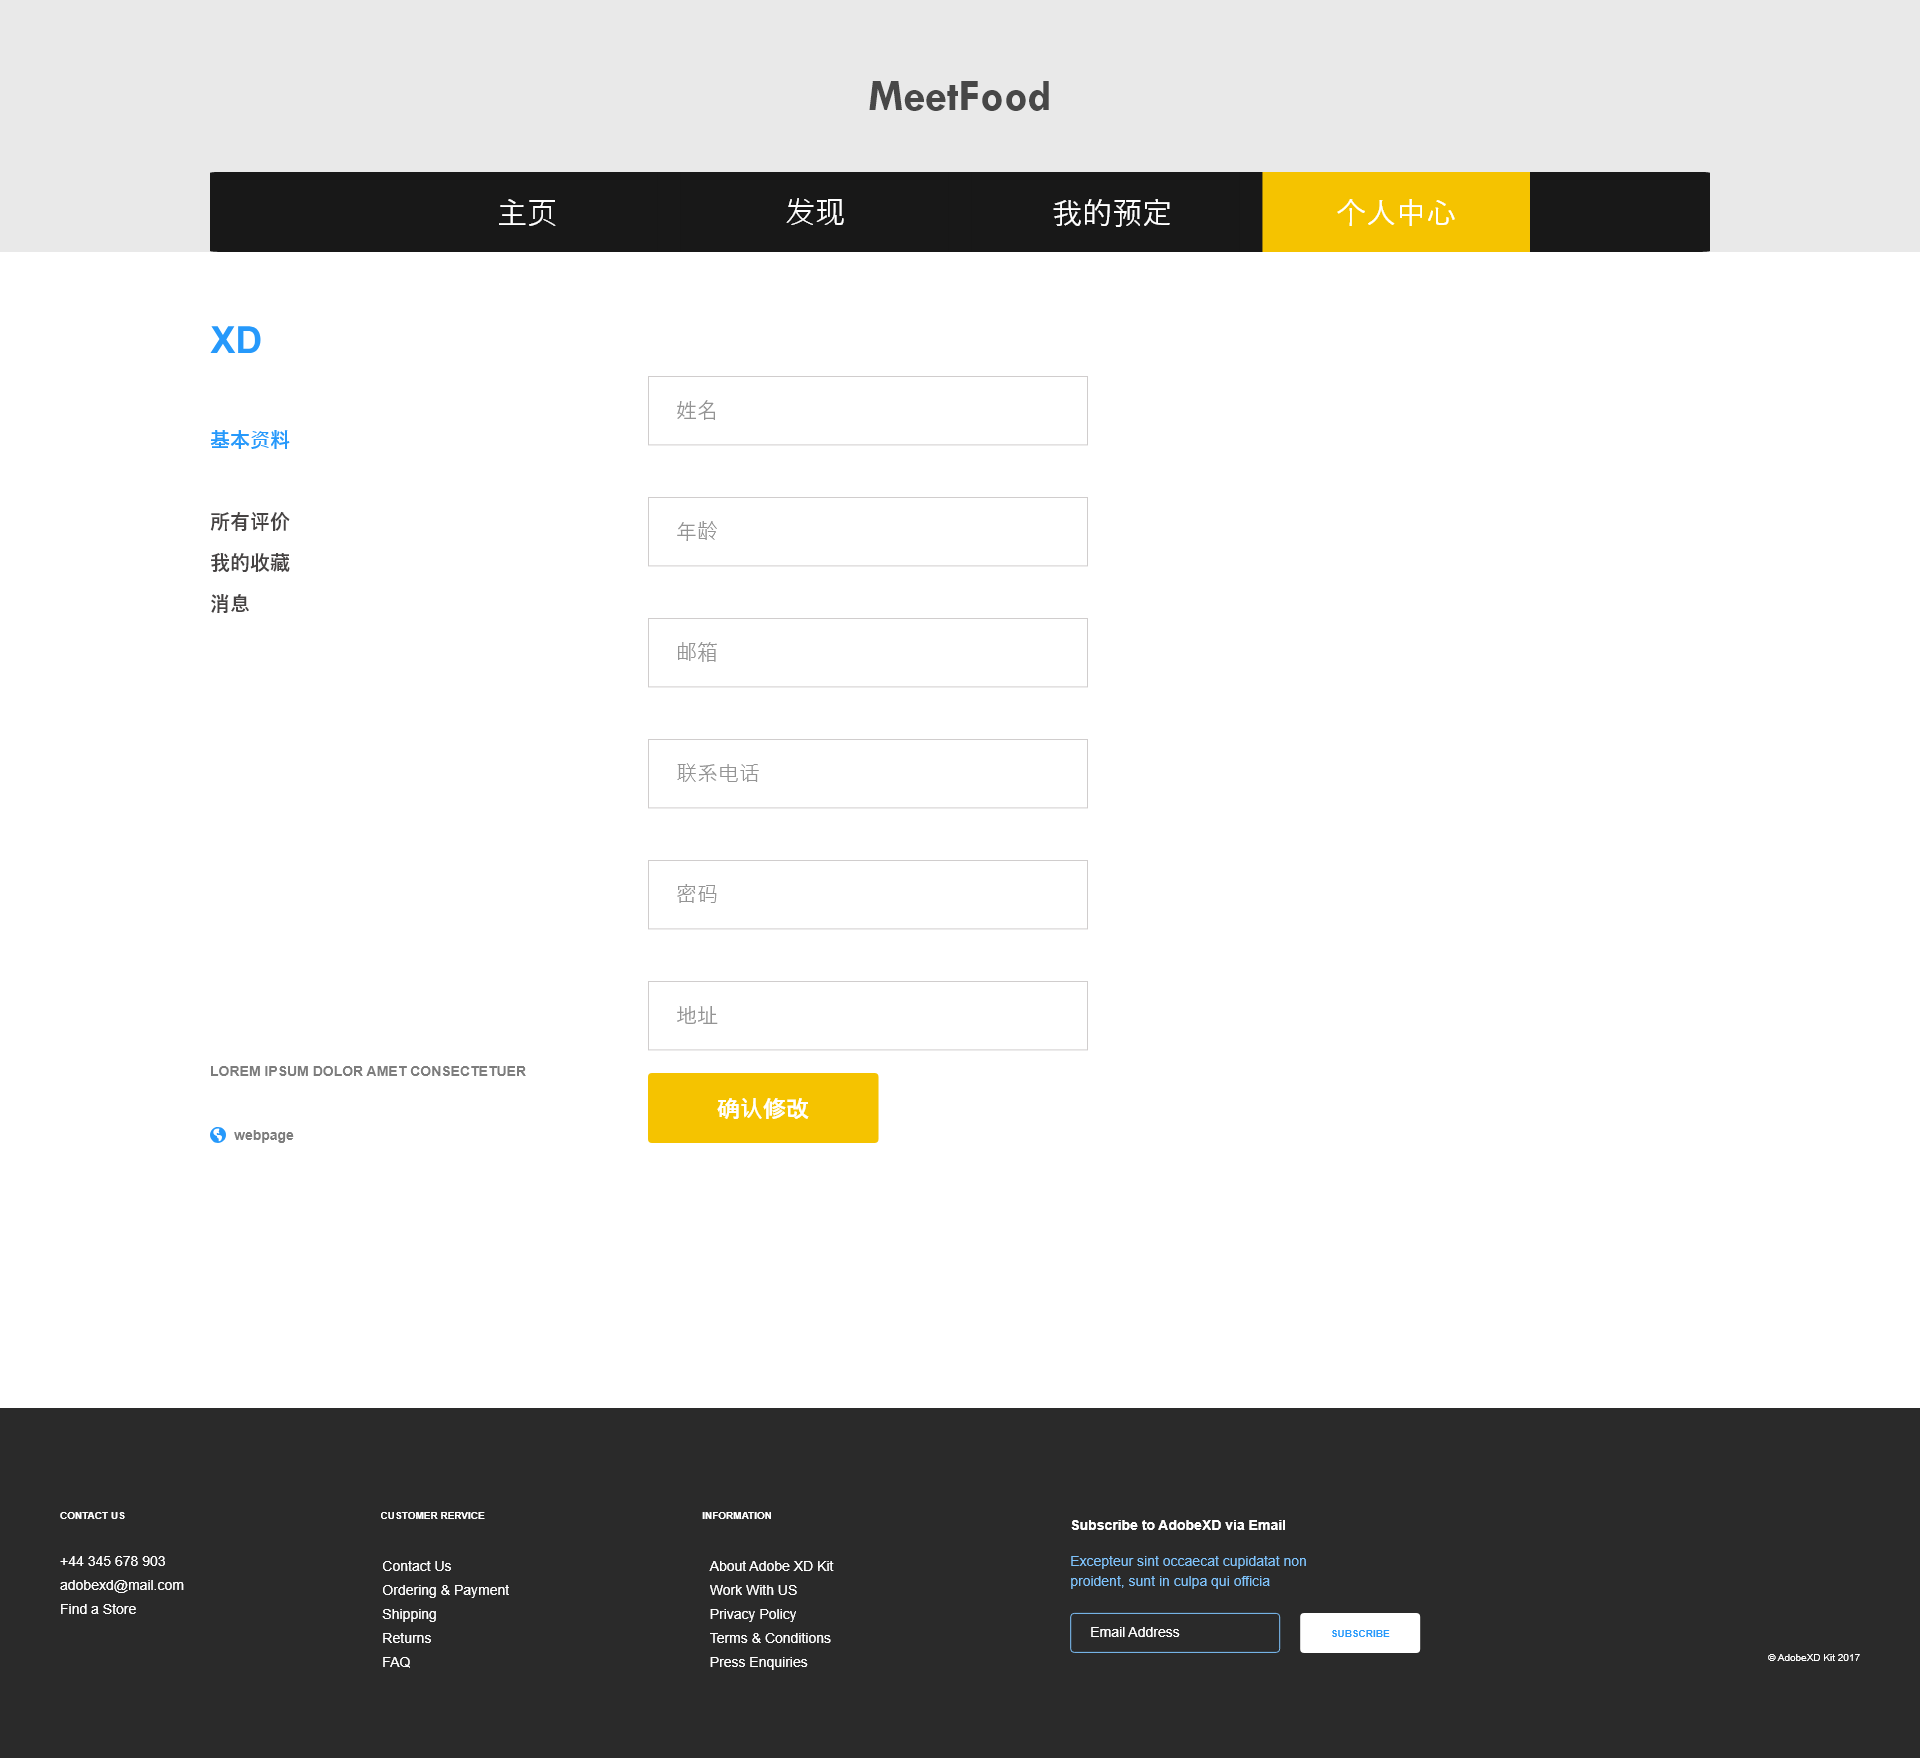 MeetFood
主页
发现
我的预定
个人中心
XD
基本资料
所有评价
我的收藏
消息
姓名
年龄
邮箱
联系电话
密码
地址
确认修改
LOREM IPSUM DOLOR AMET CONSECTETUER
webpage
CONTACT US
+44 345 678 903
adobexd@mail.com
Find a Store
CUSTOMER RERVICE
Contact Us
Ordering & Payment
Shipping
Returns
FAQ
INFORMATION
About Adobe XD Kit
Work With US
Privacy Policy
Terms & Conditions
Press Enquiries
Subscribe to AdobeXD via Email
Excepteur sint occaecat cupidatat non
proident, sunt in culpa qui officia
Email Address
SUBSCRIBE
© AdobeXD Kit 2017